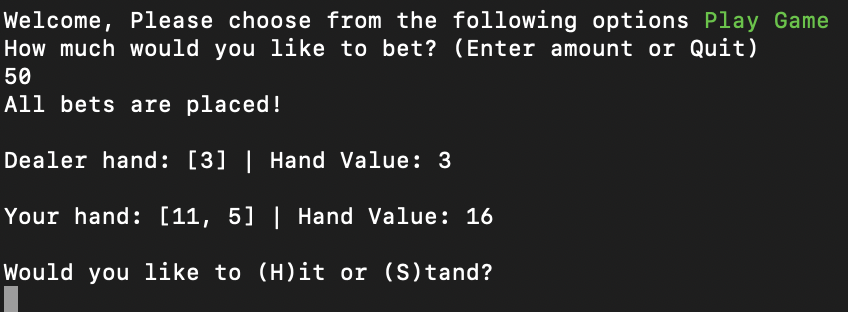 Welcome, Please choose from the following options Play Game
How much would you like to bet? (Enter amount or Quit)
50
All bets are placed!
Dealer hand: [3] | Hand Value: 3
Your hand: [11, 5] | Hand Value: 16
Would you like to (H)it or (S)tand?